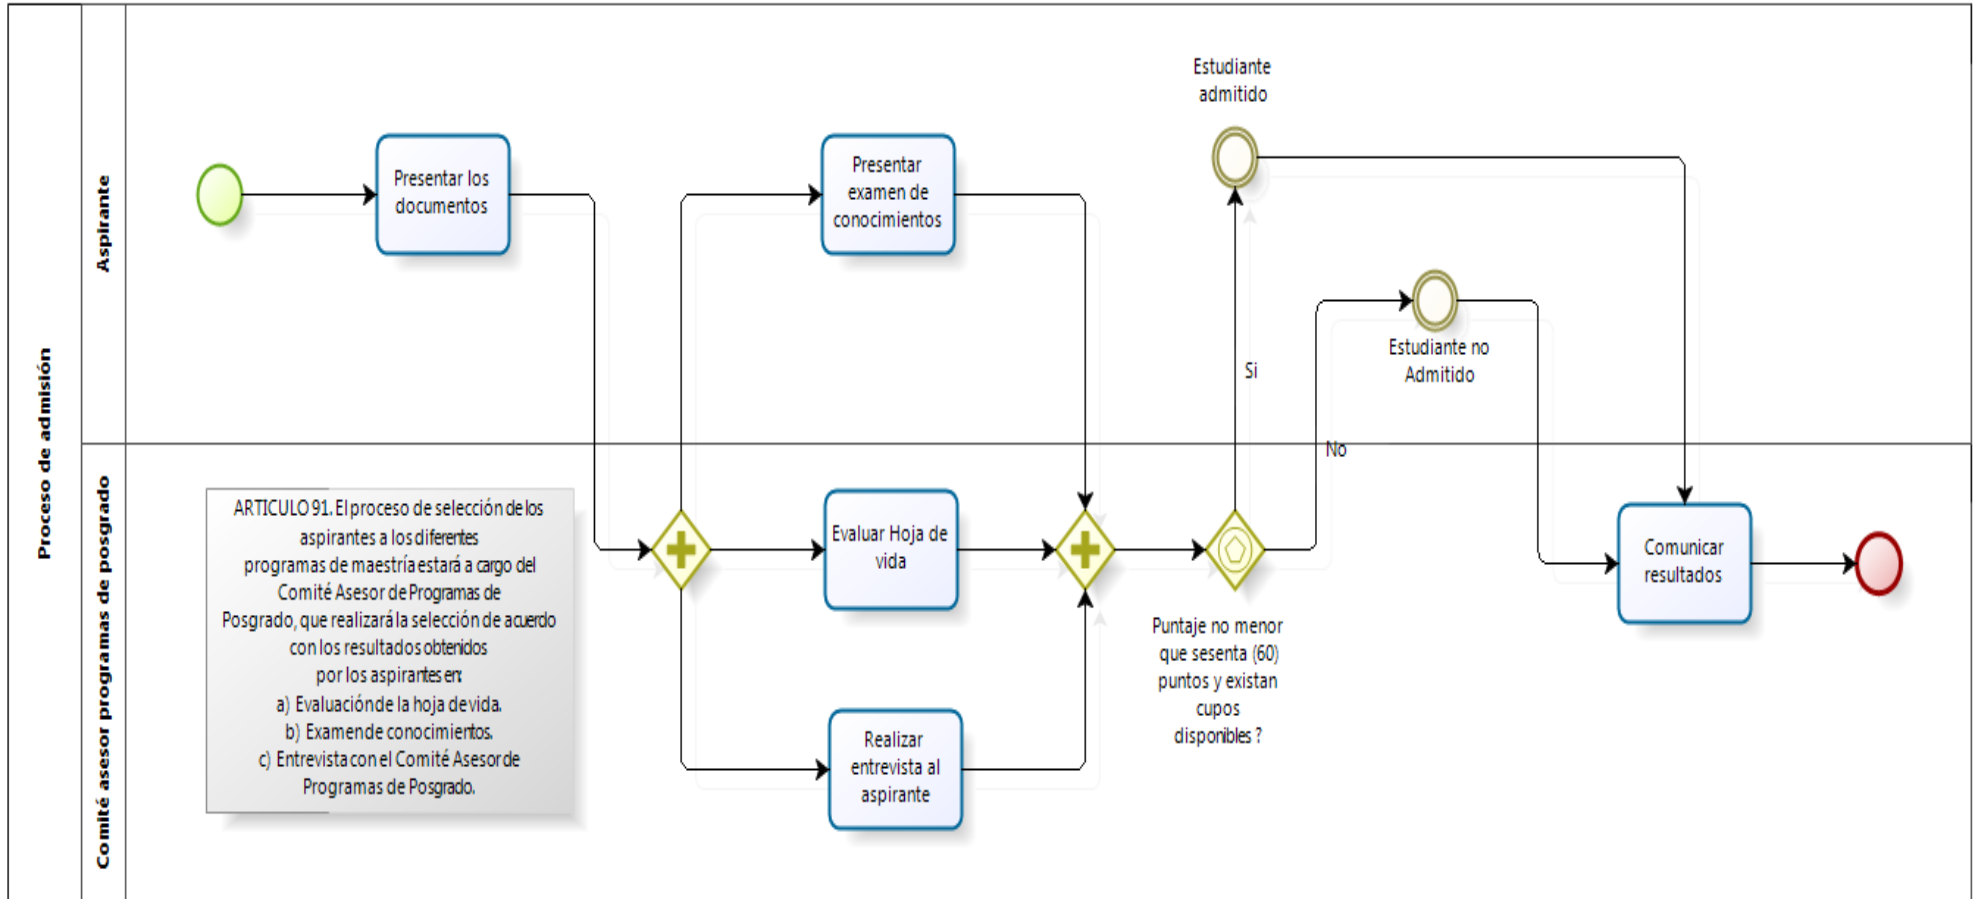 Proceso de admisión
Aspirante
Presentar los
documentos
Presentar
examen de
conocimientos
Estudiante
admitido
Si
No
Estudiante no
Admitido
Comité asesor programas de posgrado
ARTICULO 91. El proceso de selección de los
aspirantes a los diferentes
programas de maestría estará a cargo del
Comité Asesor de Programas de
Posgrado, que realizará la selección de acuerdo
con los resultados obtenidos
por los aspirantes en:
a) Evaluación de la hoja de vida.
b) Examen de conocimientos.
c) Entrevista con el Comité Asesor de
Programas de Posgrado.
Evaluar Hoja de
vida
Realizar
entrevista al
aspirante
Puntaje no menor
que sesenta (60)
puntos y existan
cupos
disponibles ?
Comunicar
resultados